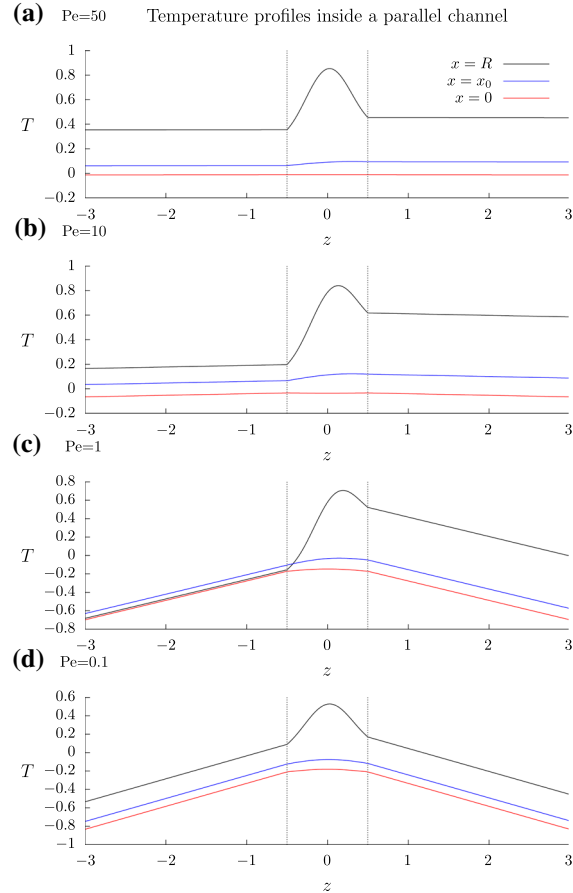 (a) Pe=50 Temperature profiles inside a parallel channel
1
0.8
0.6
0.4
0.2
0
−0.2
T
x = R
x = x₀
x = 0
−3 −2 −1 0 1 2 3
z
(b) Pe=10
1
0.8
0.6
0.4
0.2
0
−0.2
T
−3 −2 −1 0 1 2 3
z
(c) Pe=1
0.8
0.6
0.4
0.2
0
−0.2
−0.4
−0.6
−0.8
T
−3 −2 −1 0 1 2 3
z
(d) Pe=0.1
0.6
0.4
0.2
0
−0.2
−0.4
−0.6
−0.8
−1
T
−3 −2 −1 0 1 2 3
z